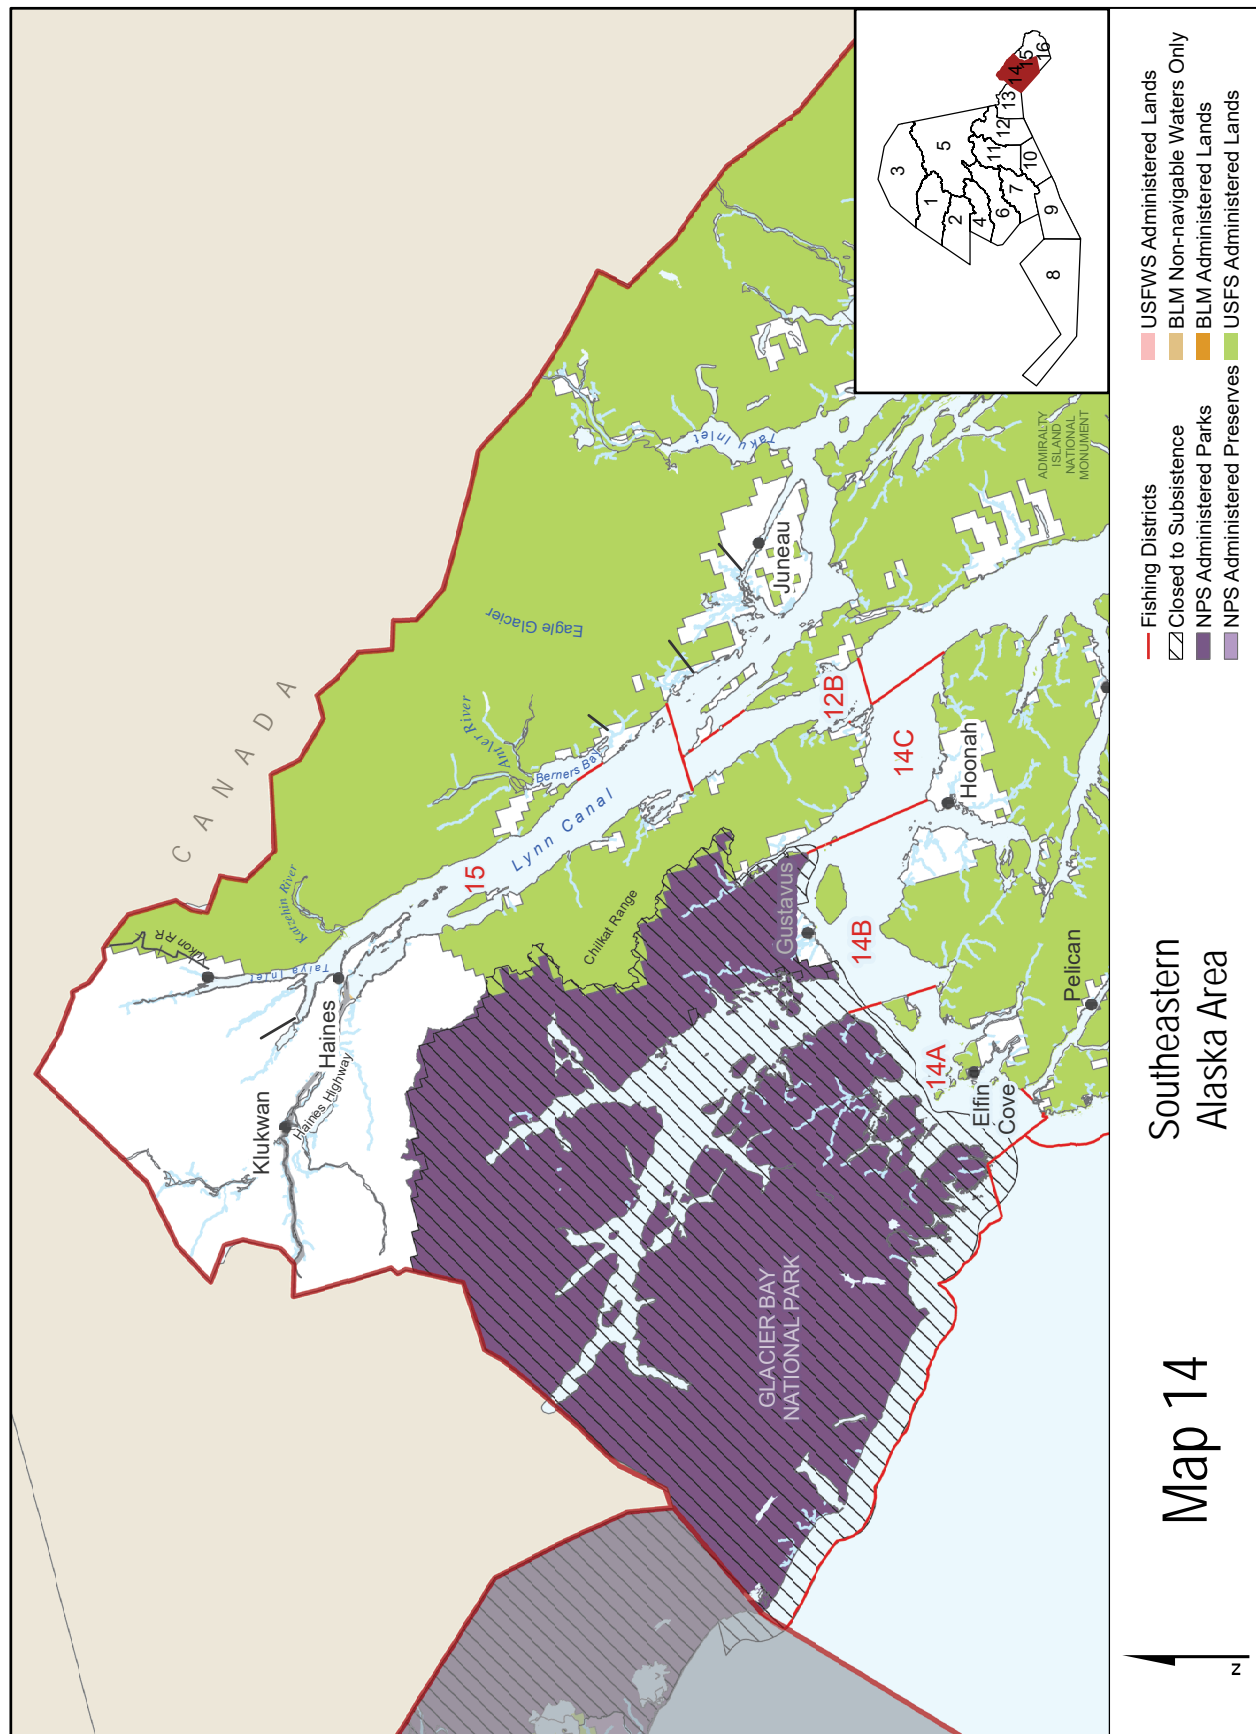 CANADA
Yukon RR
Taiya Inlet
Katzehin River
Klukwan
Haines
Haines Highway
15
Lynn Canal
Berners Bay
Antler River
Eagle Glacier
Chilkat Range
Taku Inlet
Juneau
GLACIER BAY
NATIONAL PARK
Gustavus
14B
14A
14C
12B
Hoonah
Elfin
Cove
Pelican
ADMIRALTY
ISLAND
NATIONAL
MONUMENT
3
5
1
2
4
6
7
11
12
13
14
15
16
10
9
8
N
Map 14
Southeastern
Alaska Area
Fishing Districts
Closed to Subsistence
NPS Administered Parks
NPS Administered Preserves
USFWS Administered Lands
BLM Non-navigable Waters Only
BLM Administered Lands
USFS Administered Lands